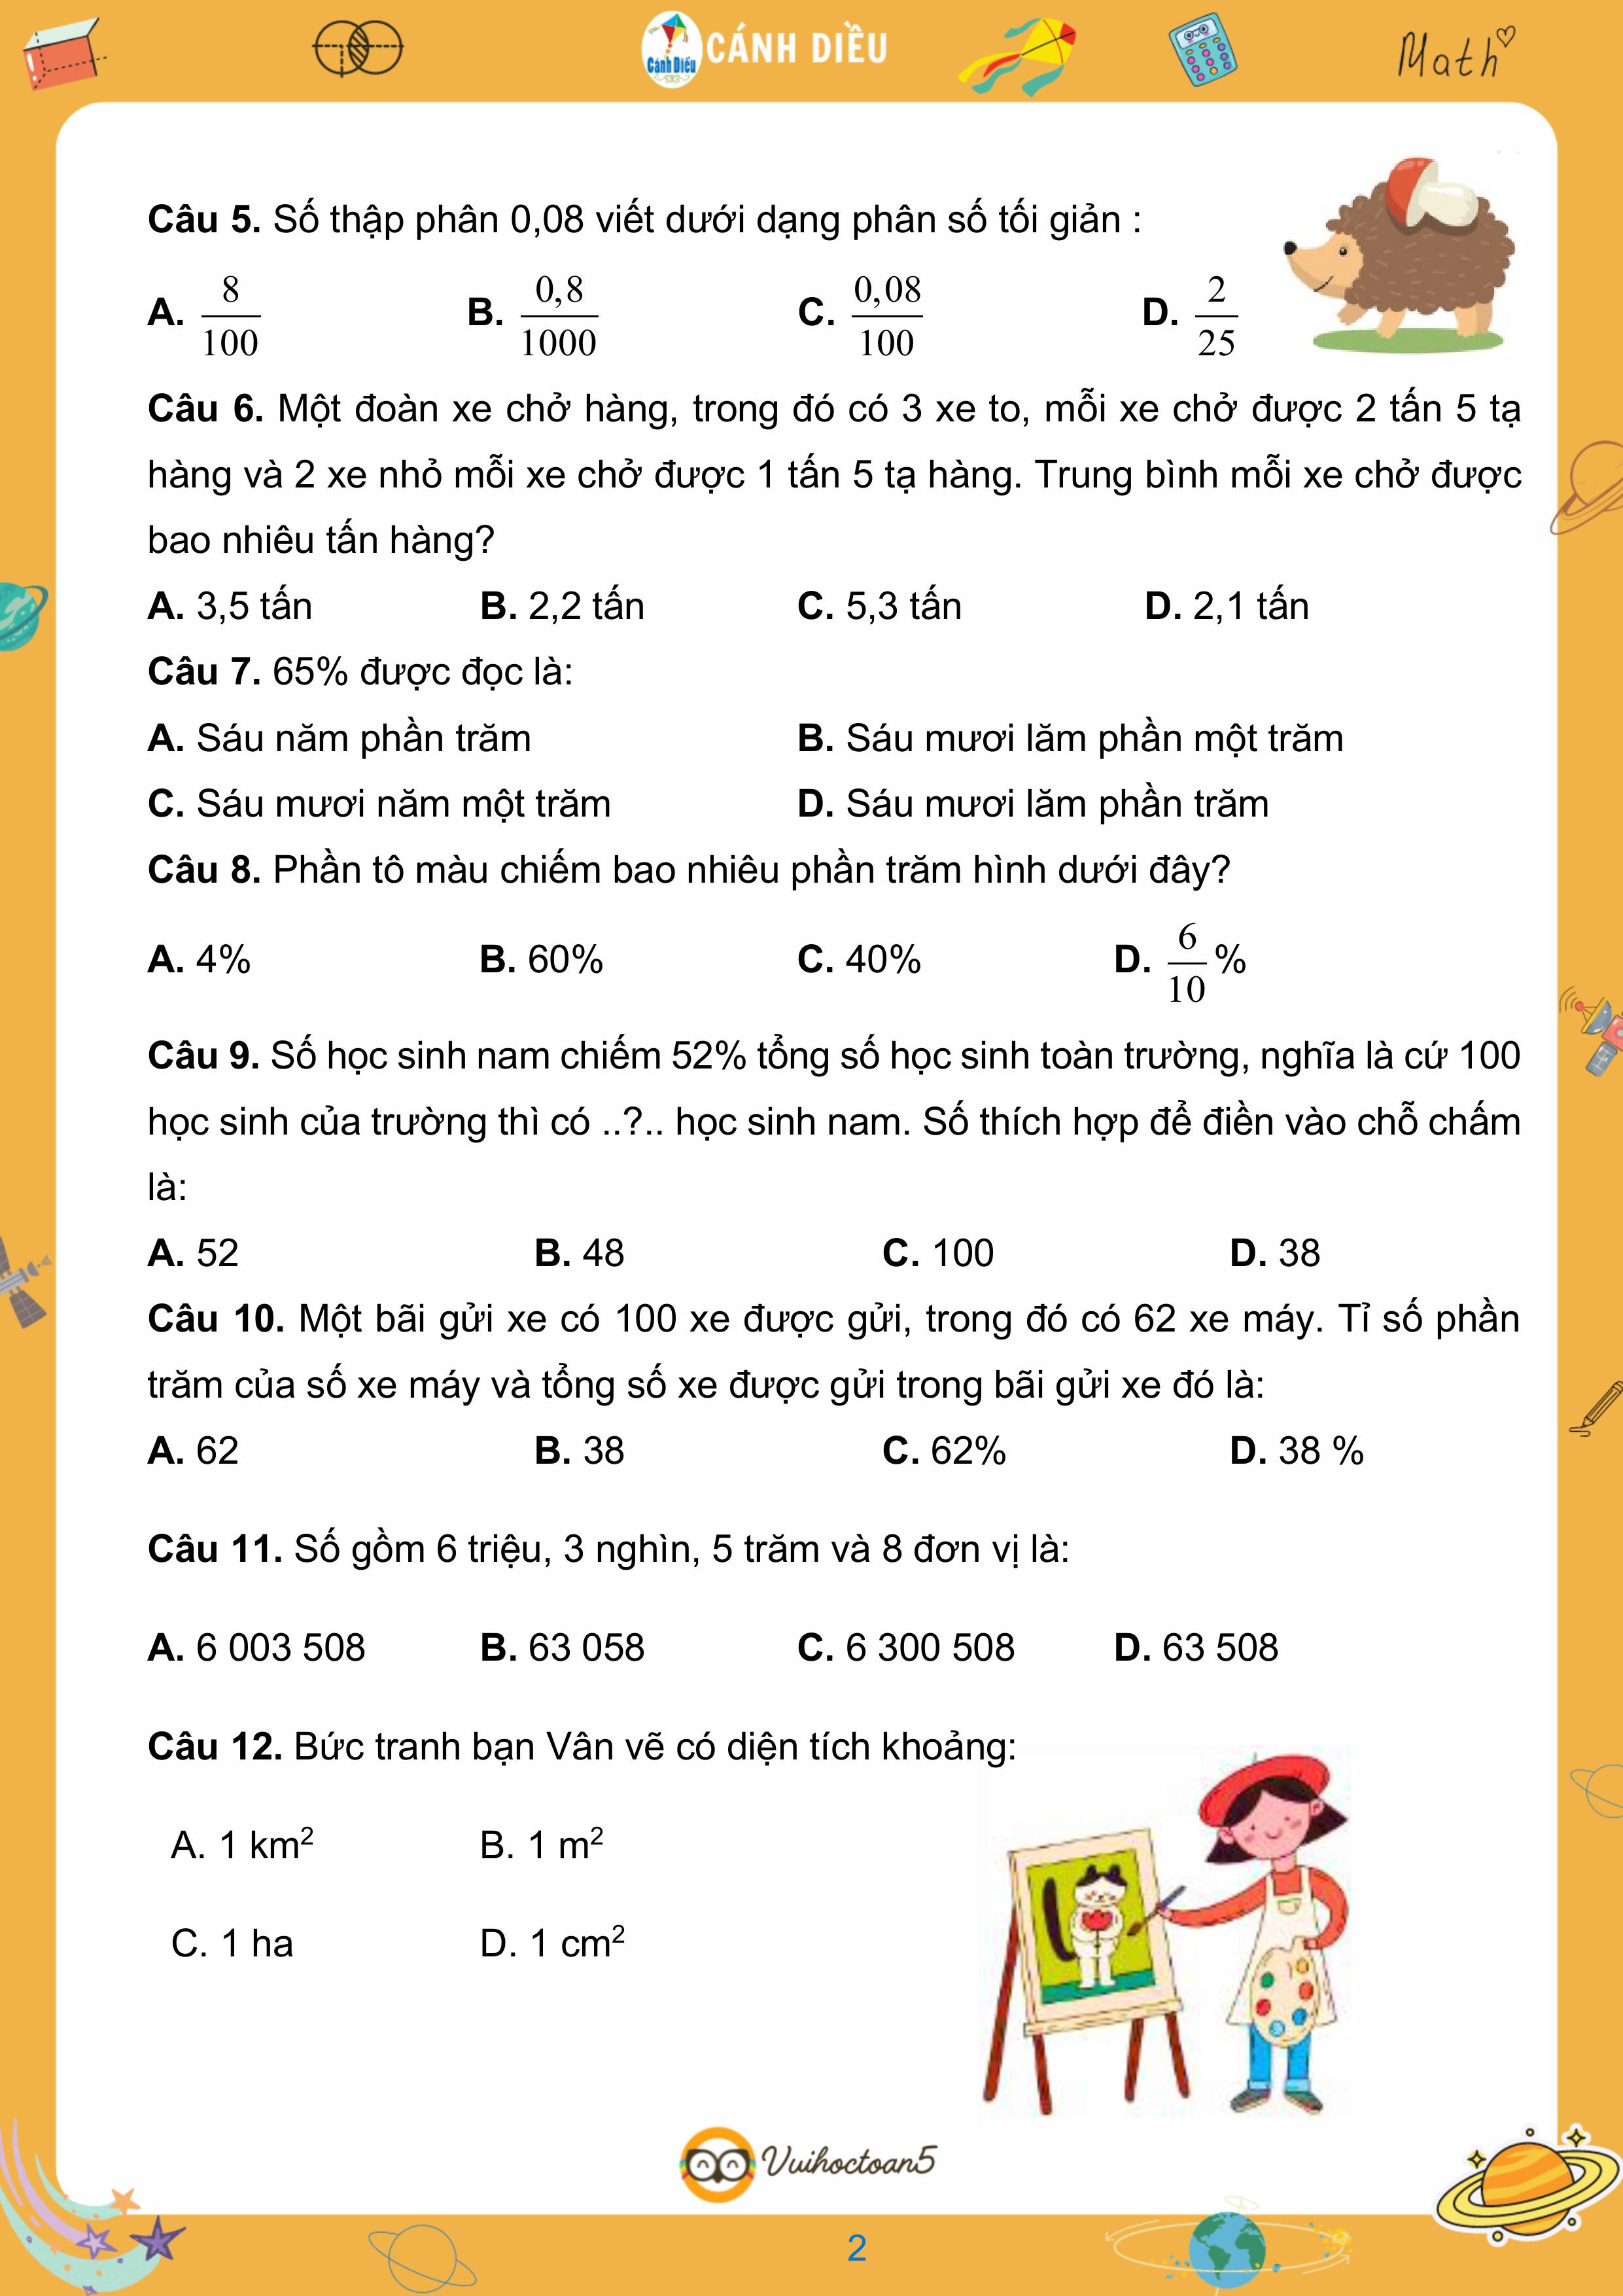 Cánh Diều CÁNH DIỀU Math
Câu 5. Số thập phân 0,08 viết dưới dạng phân số tối giản :
A. 8/100 B. 0,8/1000 C. 0,08/100 D. 2/25
Câu 6. Một đoàn xe chở hàng, trong đó có 3 xe to, mỗi xe chở được 2 tấn 5 tạ
hàng và 2 xe nhỏ mỗi xe chở được 1 tấn 5 tạ hàng. Trung bình mỗi xe chở được
bao nhiêu tấn hàng?
A. 3,5 tấn B. 2,2 tấn C. 5,3 tấn D. 2,1 tấn
Câu 7. 65% được đọc là:
A. Sáu năm phần trăm B. Sáu mươi lăm phần một trăm
C. Sáu mươi năm một trăm D. Sáu mươi lăm phần trăm
Câu 8. Phần tô màu chiếm bao nhiêu phần trăm hình dưới đây?
A. 4% B. 60% C. 40% D. 6/10 %
Câu 9. Số học sinh nam chiếm 52% tổng số học sinh toàn trường, nghĩa là cứ 100
học sinh của trường thì có ..?.. học sinh nam. Số thích hợp để điền vào chỗ chấm
là:
A. 52 B. 48 C. 100 D. 38
Câu 10. Một bãi gửi xe có 100 xe được gửi, trong đó có 62 xe máy. Tỉ số phần
trăm của số xe máy và tổng số xe được gửi trong bãi gửi xe đó là:
A. 62 B. 38 C. 62% D. 38 %
Câu 11. Số gồm 6 triệu, 3 nghìn, 5 trăm và 8 đơn vị là:
A. 6 003 508 B. 63 058 C. 6 300 508 D. 63 508
Câu 12. Bức tranh bạn Vân vẽ có diện tích khoảng:
A. 1 km² B. 1 m²
C. 1 ha D. 1 cm²
Vuihoctoan5
2